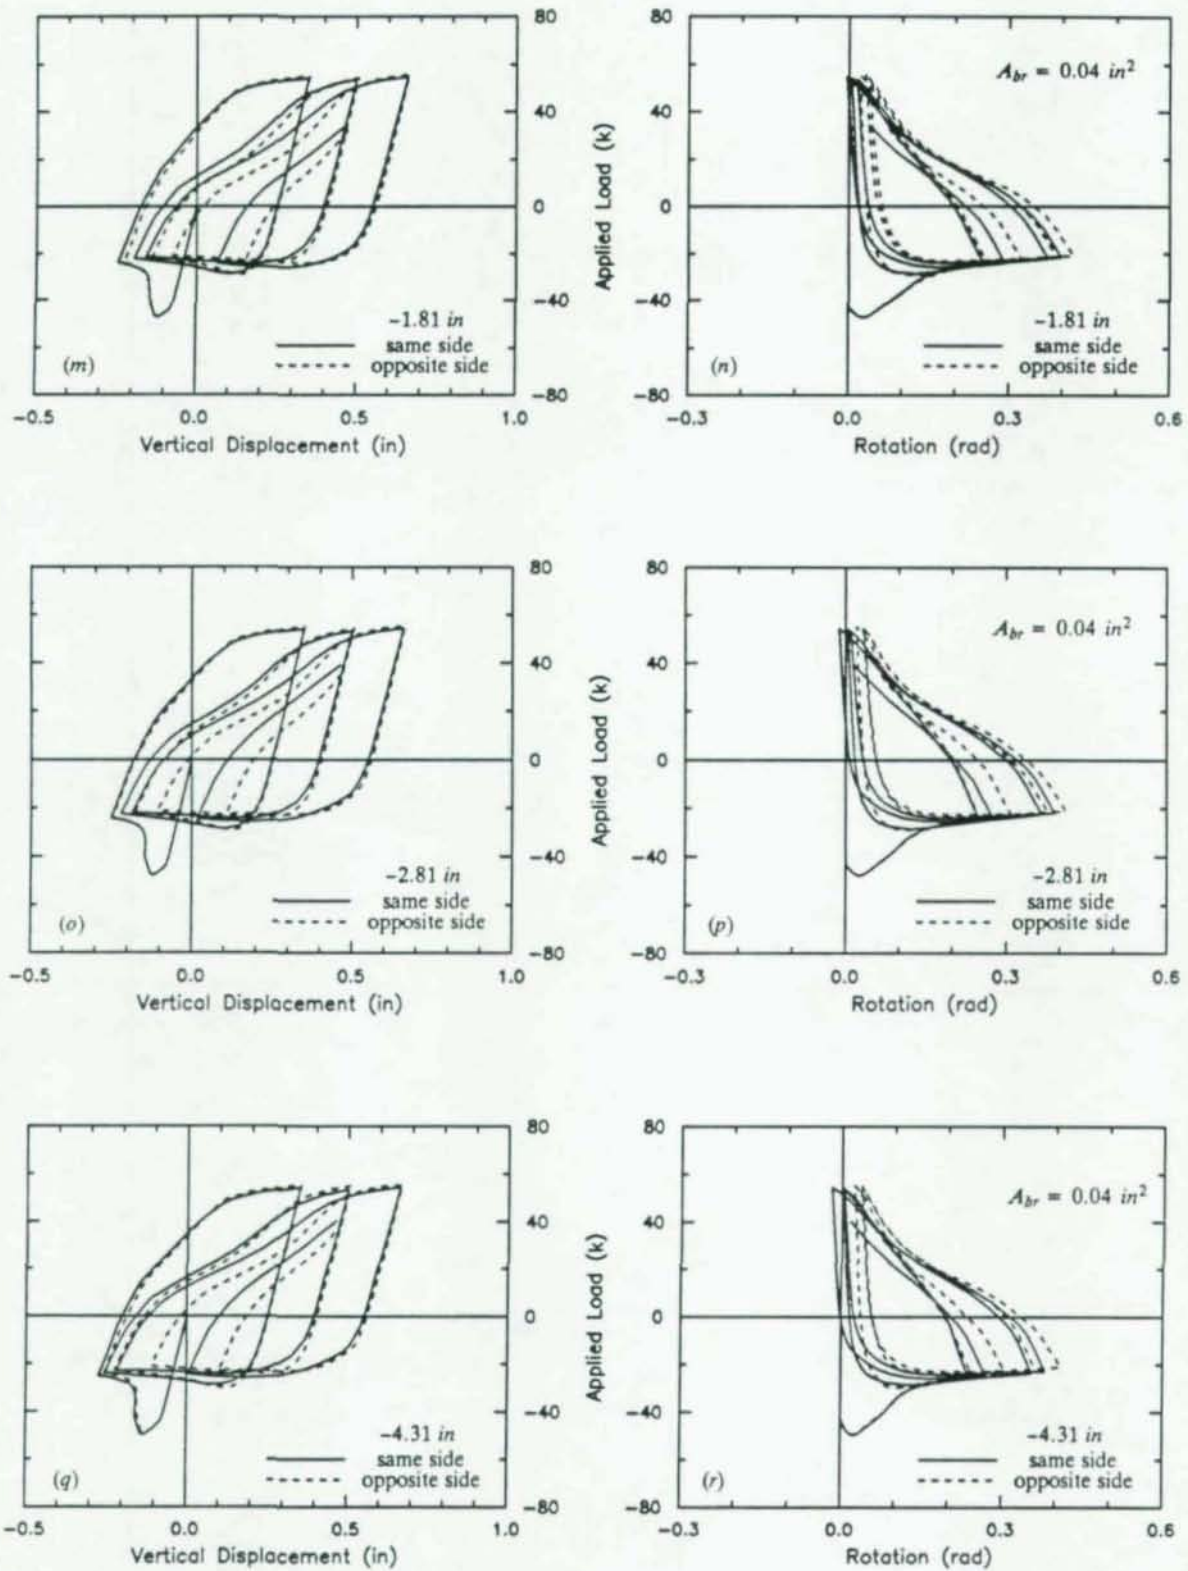 80
40
0
-40
-80
Applied Load (k)
-1.81 in
same side
opposite side
(m)
-0.5 0.0 0.5 1.0
Vertical Displacement (in)
80
40
0
-40
-80
Abr = 0.04 in²
-1.81 in
same side
opposite side
(n)
-0.3 0.0 0.3 0.6
Rotation (rad)
80
40
0
-40
-80
Applied Load (k)
-2.81 in
same side
opposite side
(o)
-0.5 0.0 0.5 1.0
Vertical Displacement (in)
80
40
0
-40
-80
Abr = 0.04 in²
-2.81 in
same side
opposite side
(p)
-0.3 0.0 0.3 0.6
Rotation (rad)
80
40
0
-40
-80
Applied Load (k)
-4.31 in
same side
opposite side
(q)
-0.5 0.0 0.5 1.0
Vertical Displacement (in)
80
40
0
-40
-80
Abr = 0.04 in²
-4.31 in
same side
opposite side
(r)
-0.3 0.0 0.3 0.6
Rotation (rad)